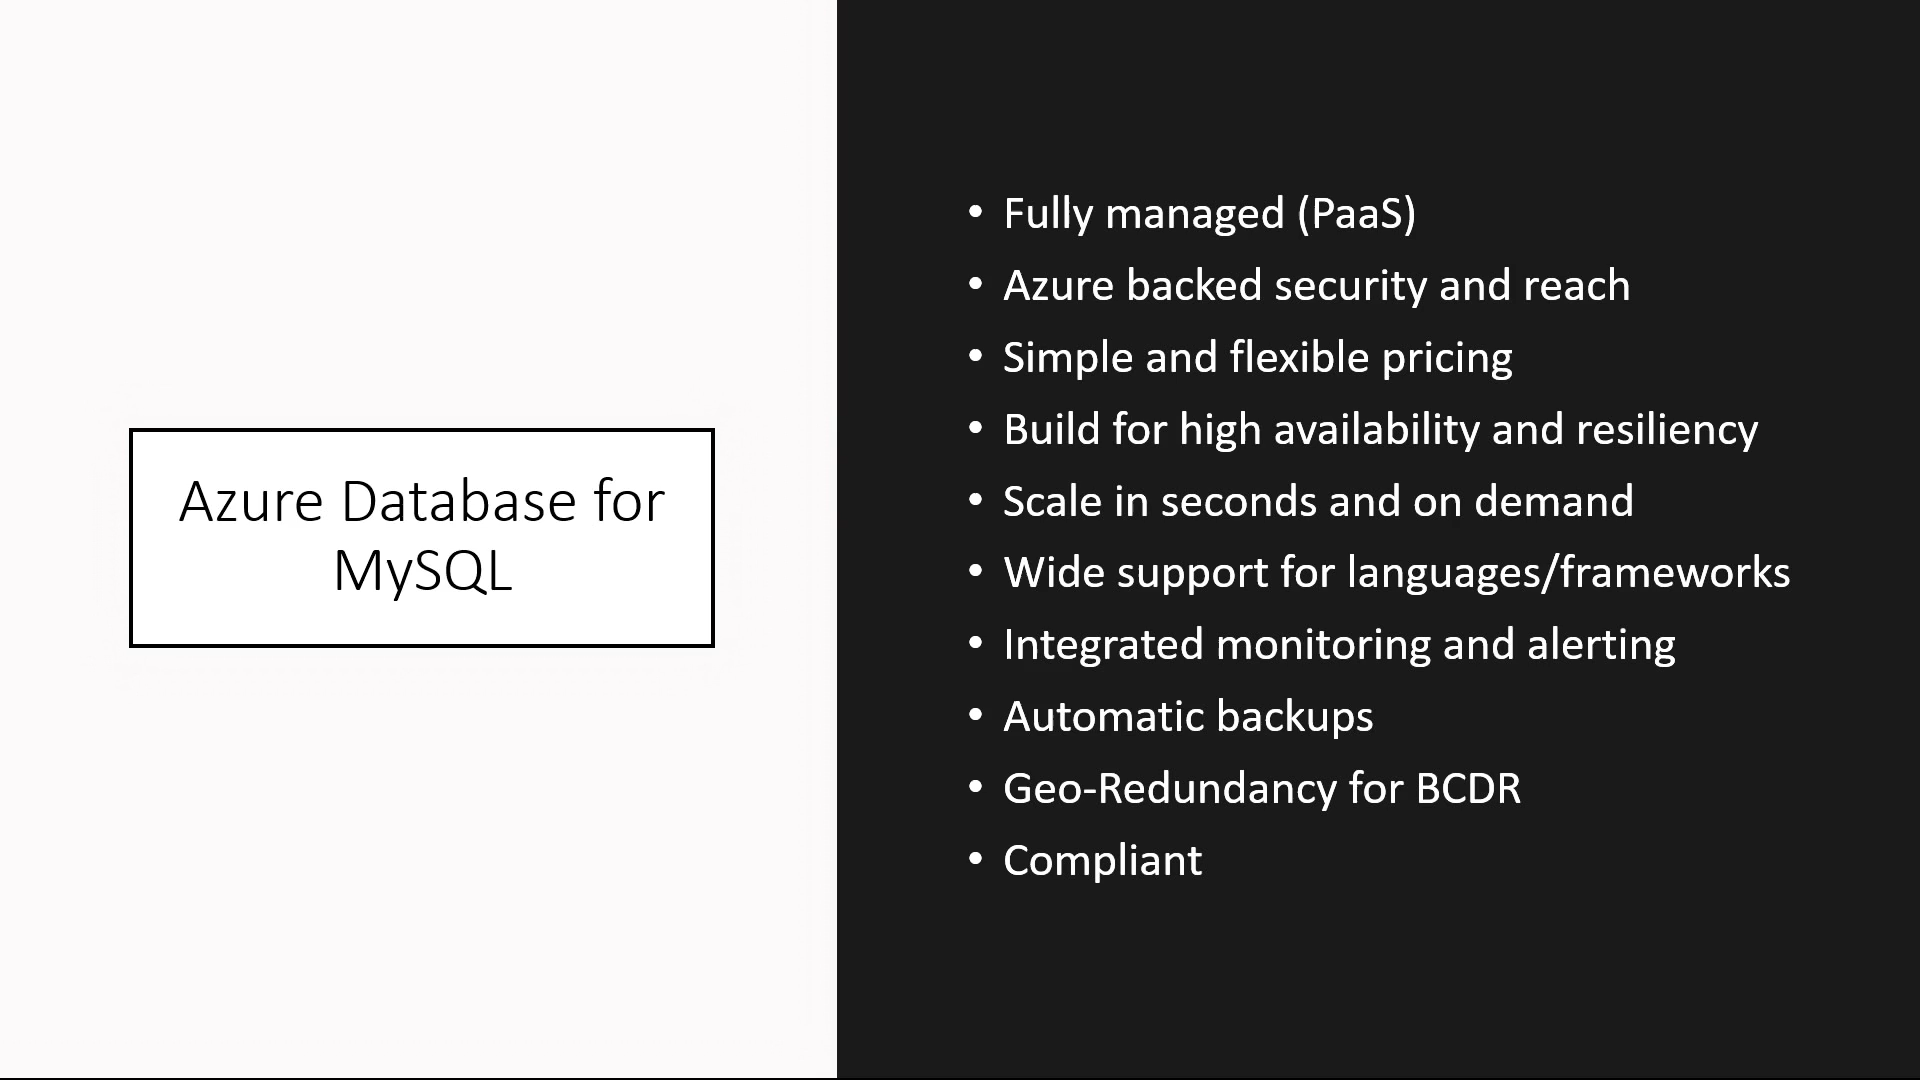 Azure Database for
MySQL
• Fully managed (PaaS)
• Azure backed security and reach
• Simple and flexible pricing
• Build for high availability and resiliency
• Scale in seconds and on demand
• Wide support for languages/frameworks
• Integrated monitoring and alerting
• Automatic backups
• Geo-Redundancy for BCDR
• Compliant